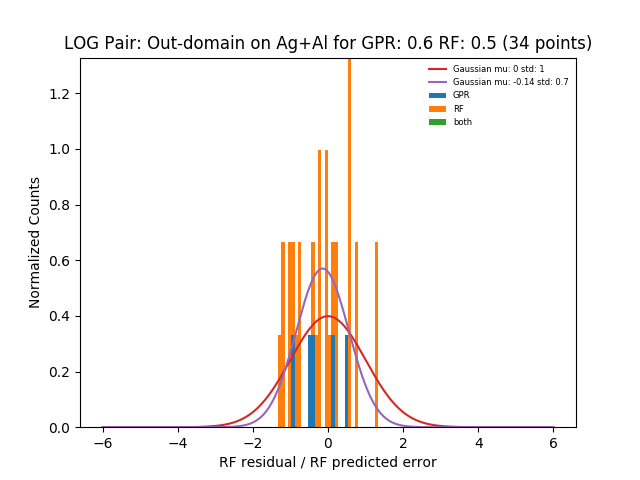 LOG Pair: Out-domain on Ag+Al for GPR: 0.6 RF: 0.5 (34 points)
Gaussian mu: 0 std: 1
Gaussian mu: -0.14 std: 0.7
GPR
RF
both
Normalized Counts
1.2
1.0
0.8
0.6
0.4
0.2
0.0
−6 −4 −2 0 2 4 6
RF residual / RF predicted error